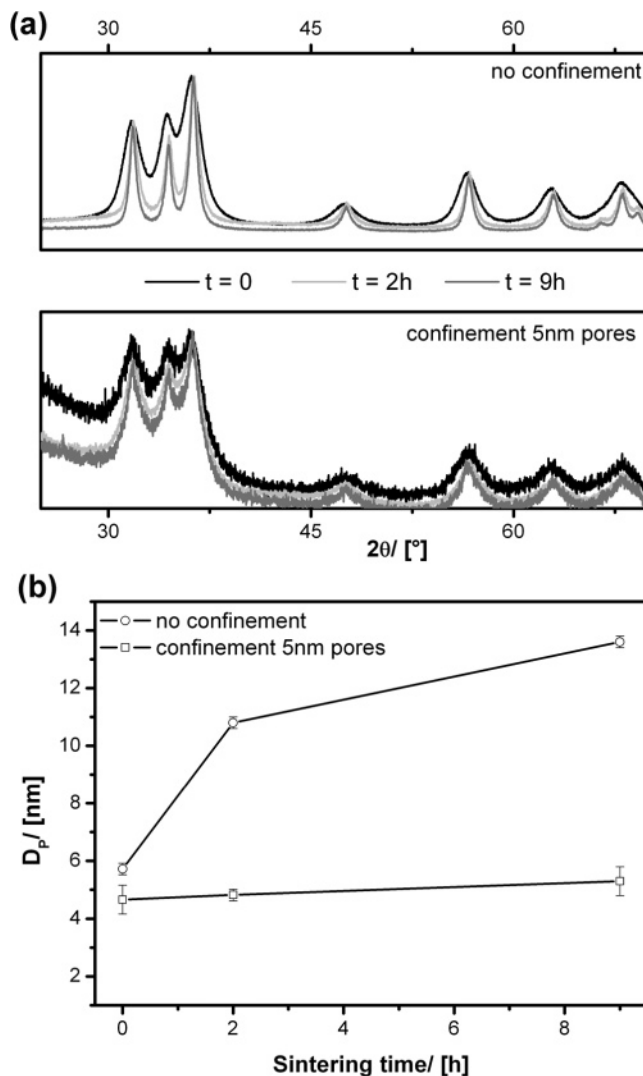 (a)
30 45 60
no confinement
t = 0 t = 2h t = 9h
confinement 5nm pores
30 45 60
2θ/ [°]
(b)
no confinement
confinement 5nm pores
14
12
10
8
6
4
2
D_P/ [nm]
0 2 4 6 8
Sintering time/ [h]